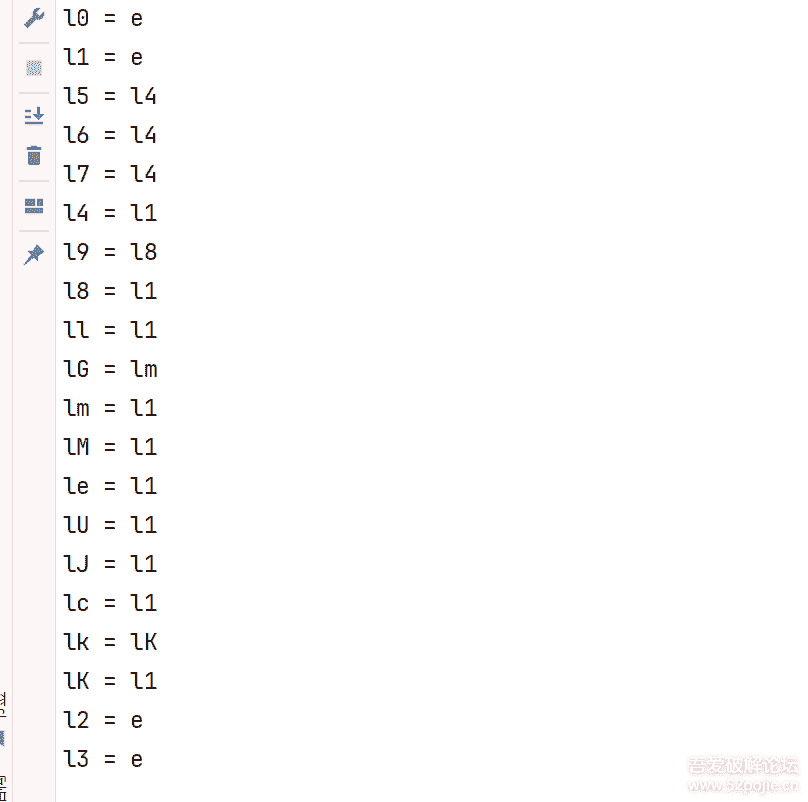 l0 = e
l1 = e
l5 = l4
l6 = l4
l7 = l4
l4 = l1
l9 = l8
l8 = l1
ll = l1
lG = lm
lm = l1
lM = l1
le = l1
lU = l1
lJ = l1
lc = l1
lk = lK
lK = l1
l2 = e
l3 = e
吾爱破解论坛
www.52pojie.cn